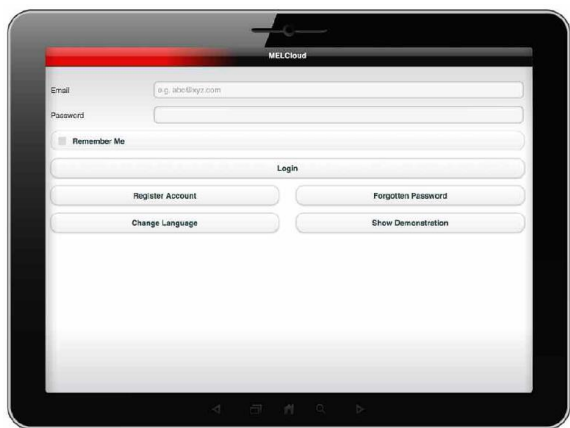 MELCloud
Email
e.g. abc@xyz.com
Password
Remember Me
Login
Register Account
Forgotten Password
Change Language
Show Demonstration